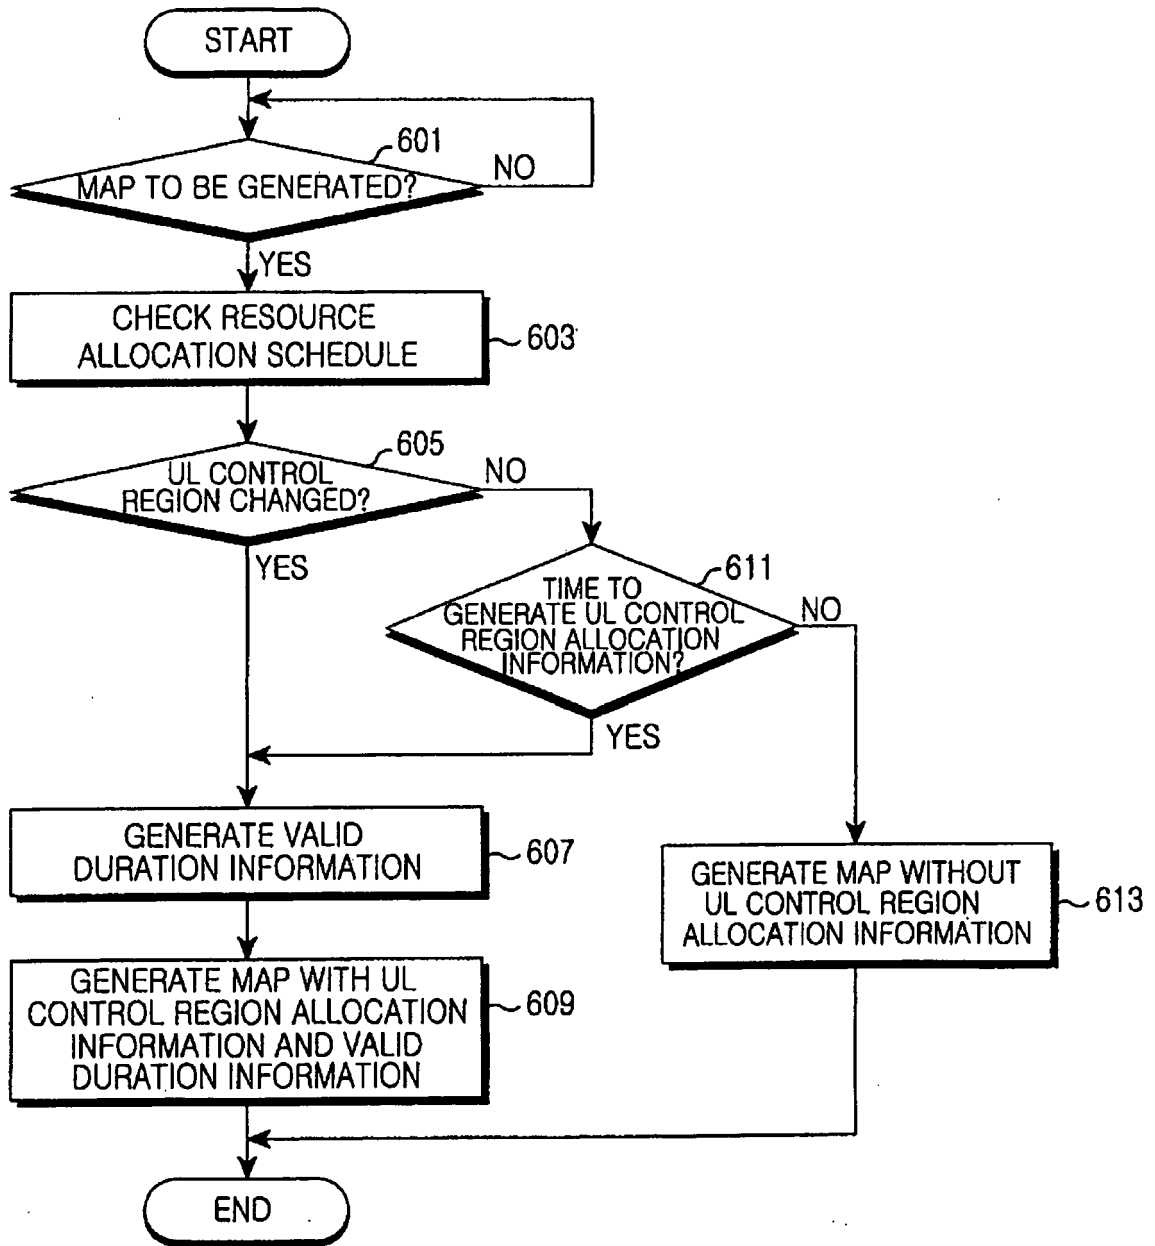 START
601
MAP TO BE GENERATED?
NO
YES
CHECK RESOURCE
ALLOCATION SCHEDULE
603
605
UL CONTROL
REGION CHANGED?
NO
YES
611
TIME TO
GENERATE UL CONTROL
REGION ALLOCATION
INFORMATION?
NO
YES
GENERATE VALID
DURATION INFORMATION
607
GENERATE MAP WITHOUT
UL CONTROL REGION
ALLOCATION INFORMATION
613
GENERATE MAP WITH UL
CONTROL REGION ALLOCATION
INFORMATION AND VALID
DURATION INFORMATION
609
END